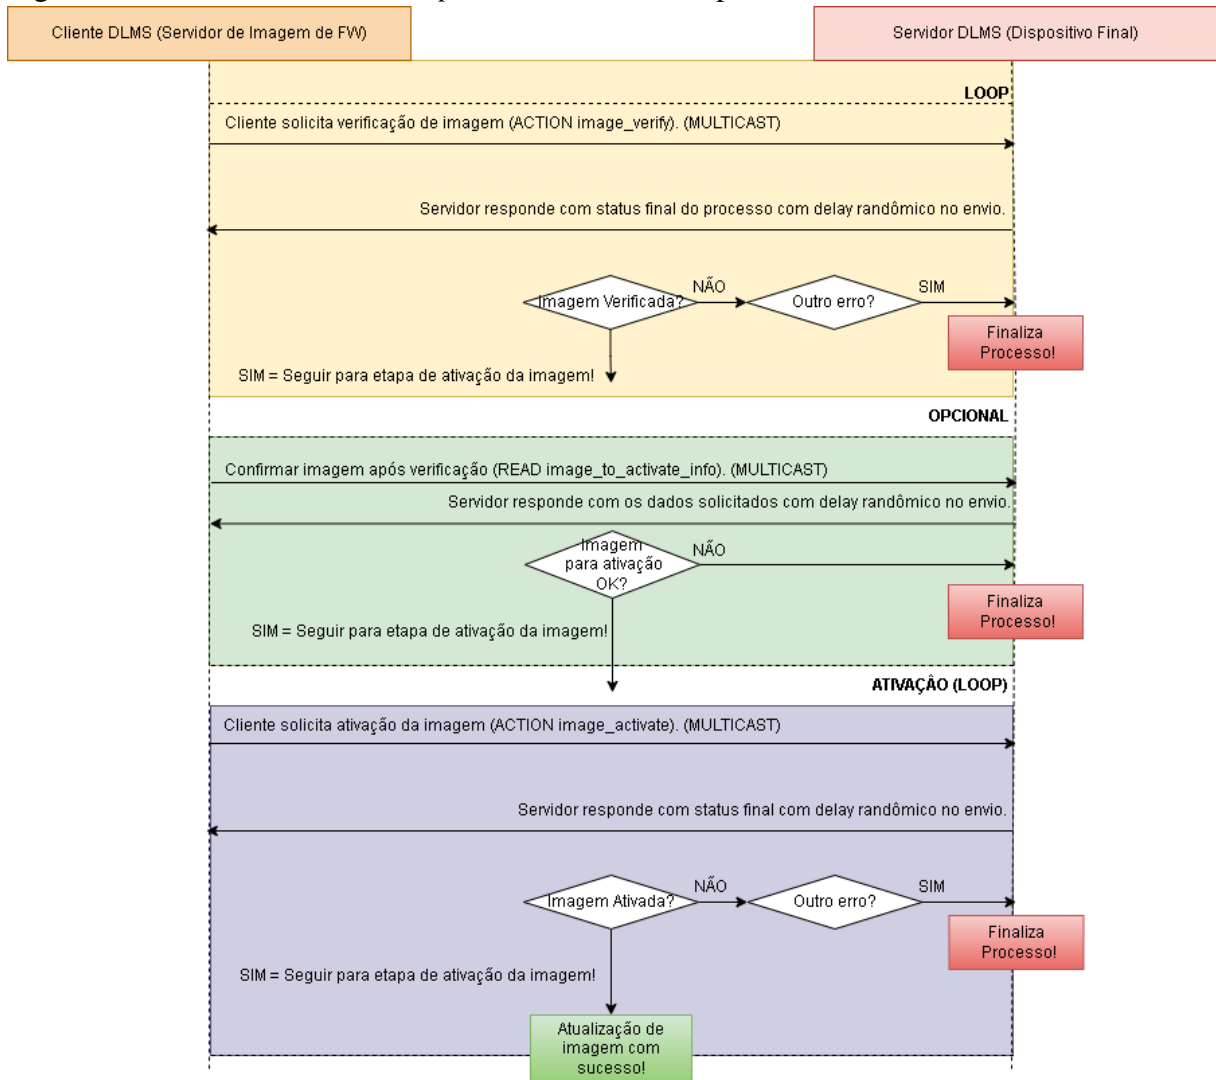 Cliente DLMS (Servidor de Imagem de FW)
Servidor DLMS (Dispositivo Final)
LOOP
Cliente solicita verificação de imagem (ACTION image_verify). (MULTICAST)
Servidor responde com status final do processo com delay randômico no envio.
Imagem Verificada?
NÃO
Outro erro?
SIM
Finaliza
Processo!
SIM = Seguir para etapa de ativação da imagem!
OPCIONAL
Confirmar imagem após verificação (READ image_to_activate_info). (MULTICAST)
Servidor responde com os dados solicitados com delay randômico no envio.
Imagem
para ativação
OK?
NÃO
Finaliza
Processo!
SIM = Seguir para etapa de ativação da imagem!
ATIVAÇÂO (LOOP)
Cliente solicita ativação da imagem (ACTION image_activate). (MULTICAST)
Servidor responde com status final com delay randômico no envio.
Imagem Ativada?
NÃO
Outro erro?
SIM
Finaliza
Processo!
SIM = Seguir para etapa de ativação da imagem!
Atualização de
imagem com
sucesso!